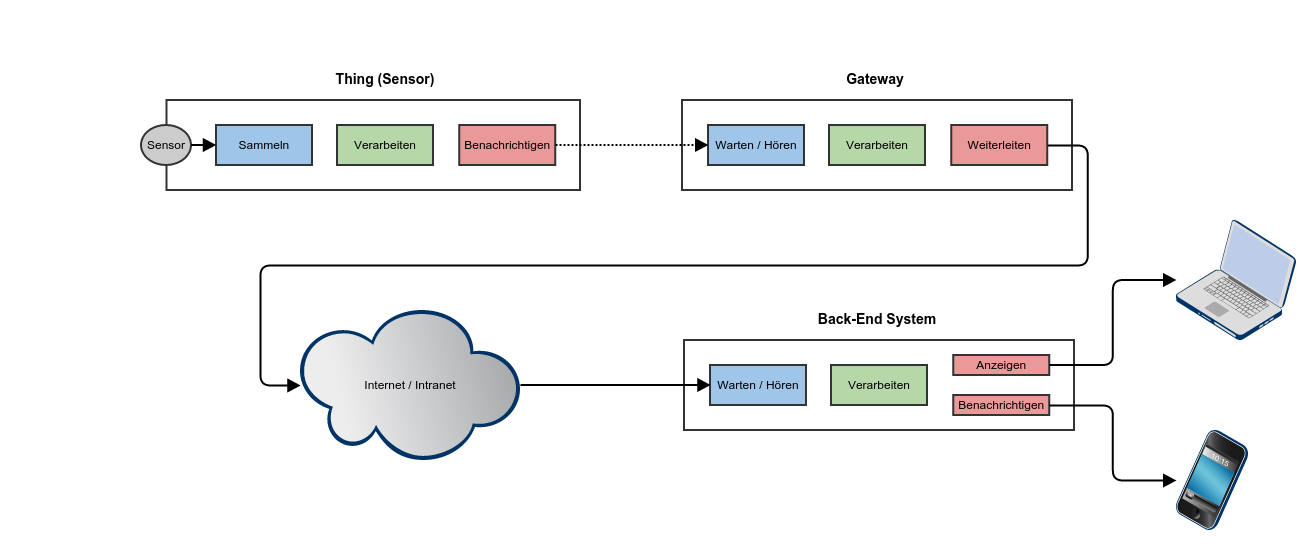 Thing (Sensor)
Gateway
Sensor
Sammeln
Verarbeiten
Benachrichtigen
Warten / Hören
Verarbeiten
Weiterleiten
Back-End System
Internet / Intranet
Warten / Hören
Verarbeiten
Anzeigen
Benachrichtigen
10:15